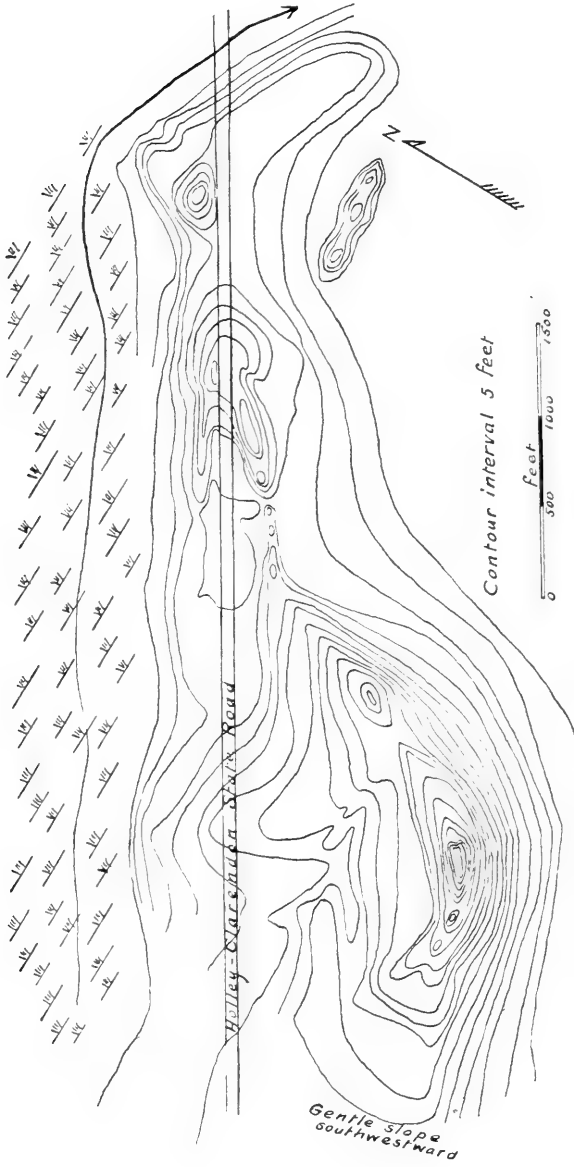 N
Contour interval 5 feet
feet
0 500 1000 1500
Holley-Clarendon State Road
Gentle slope
southwestward